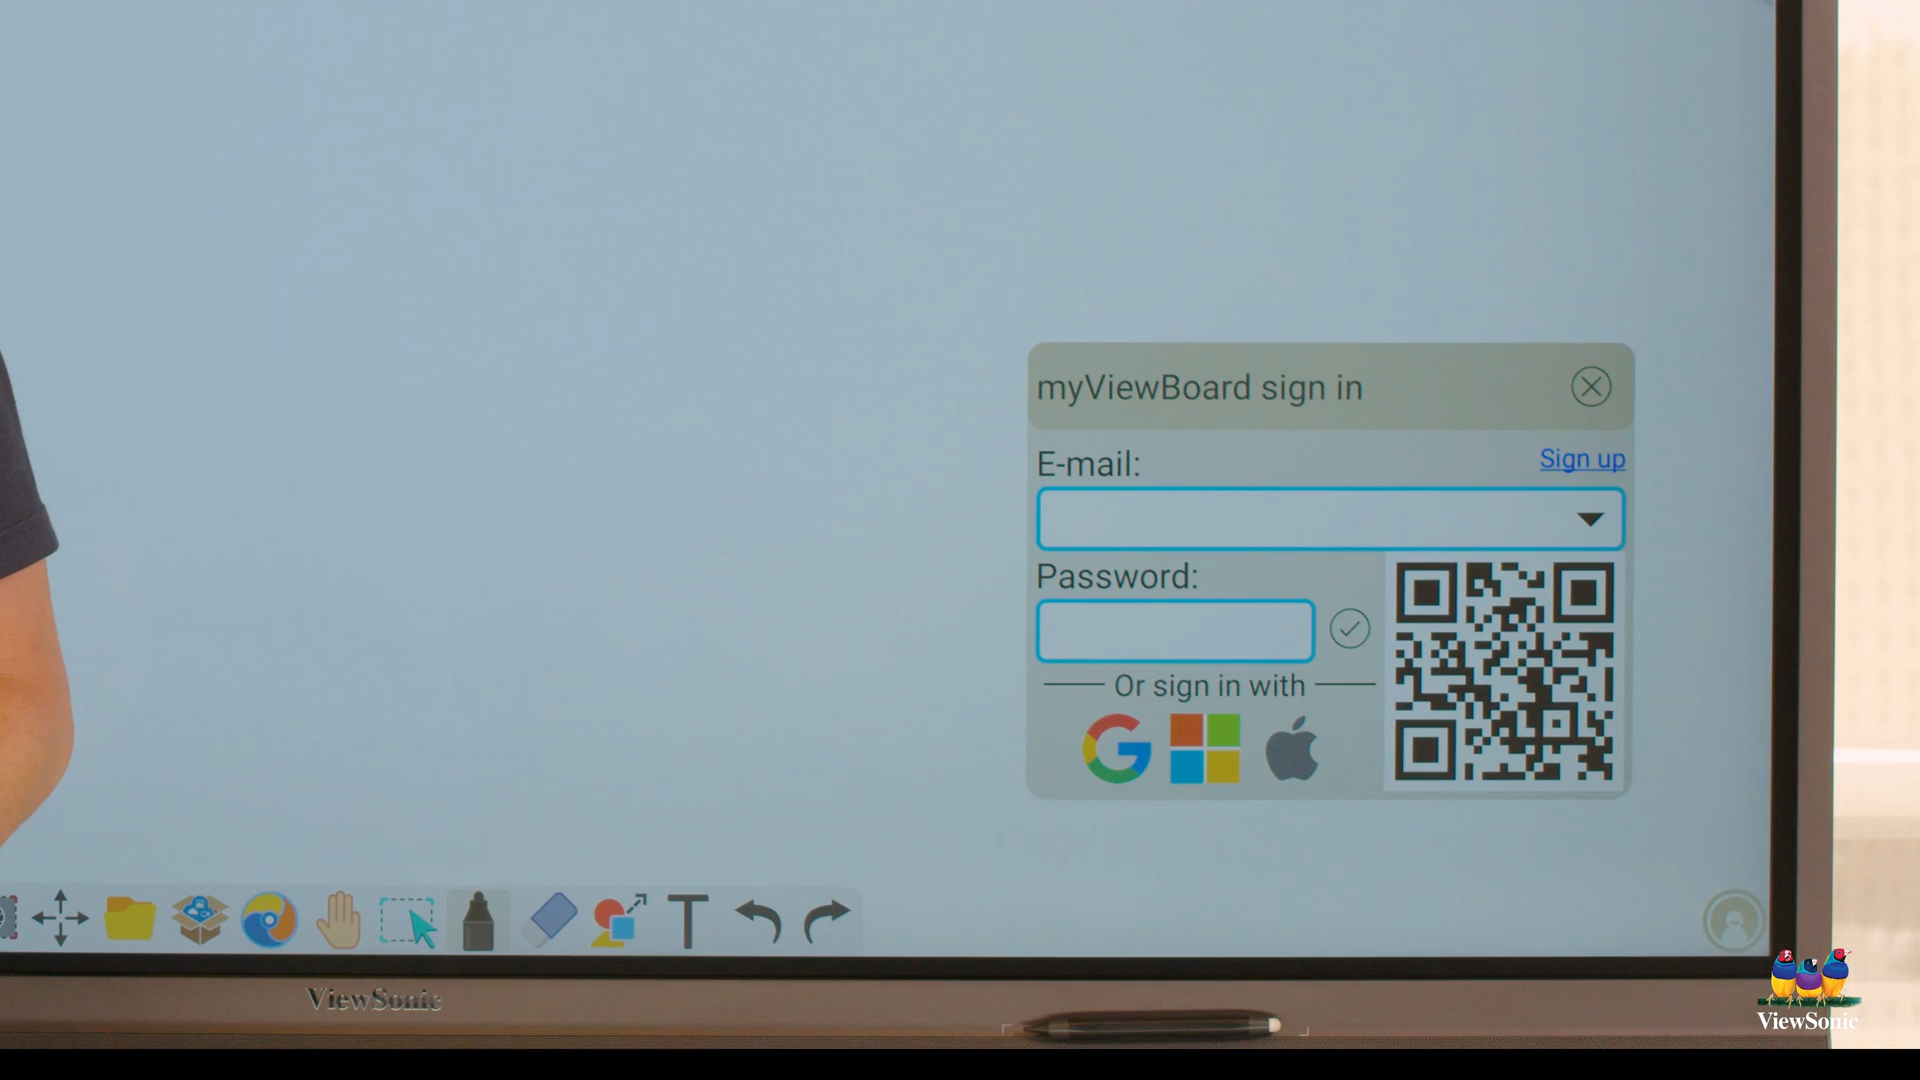 myViewBoard sign in
E-mail:
Sign up
Password:
Or sign in with
ViewSonic
ViewSonic